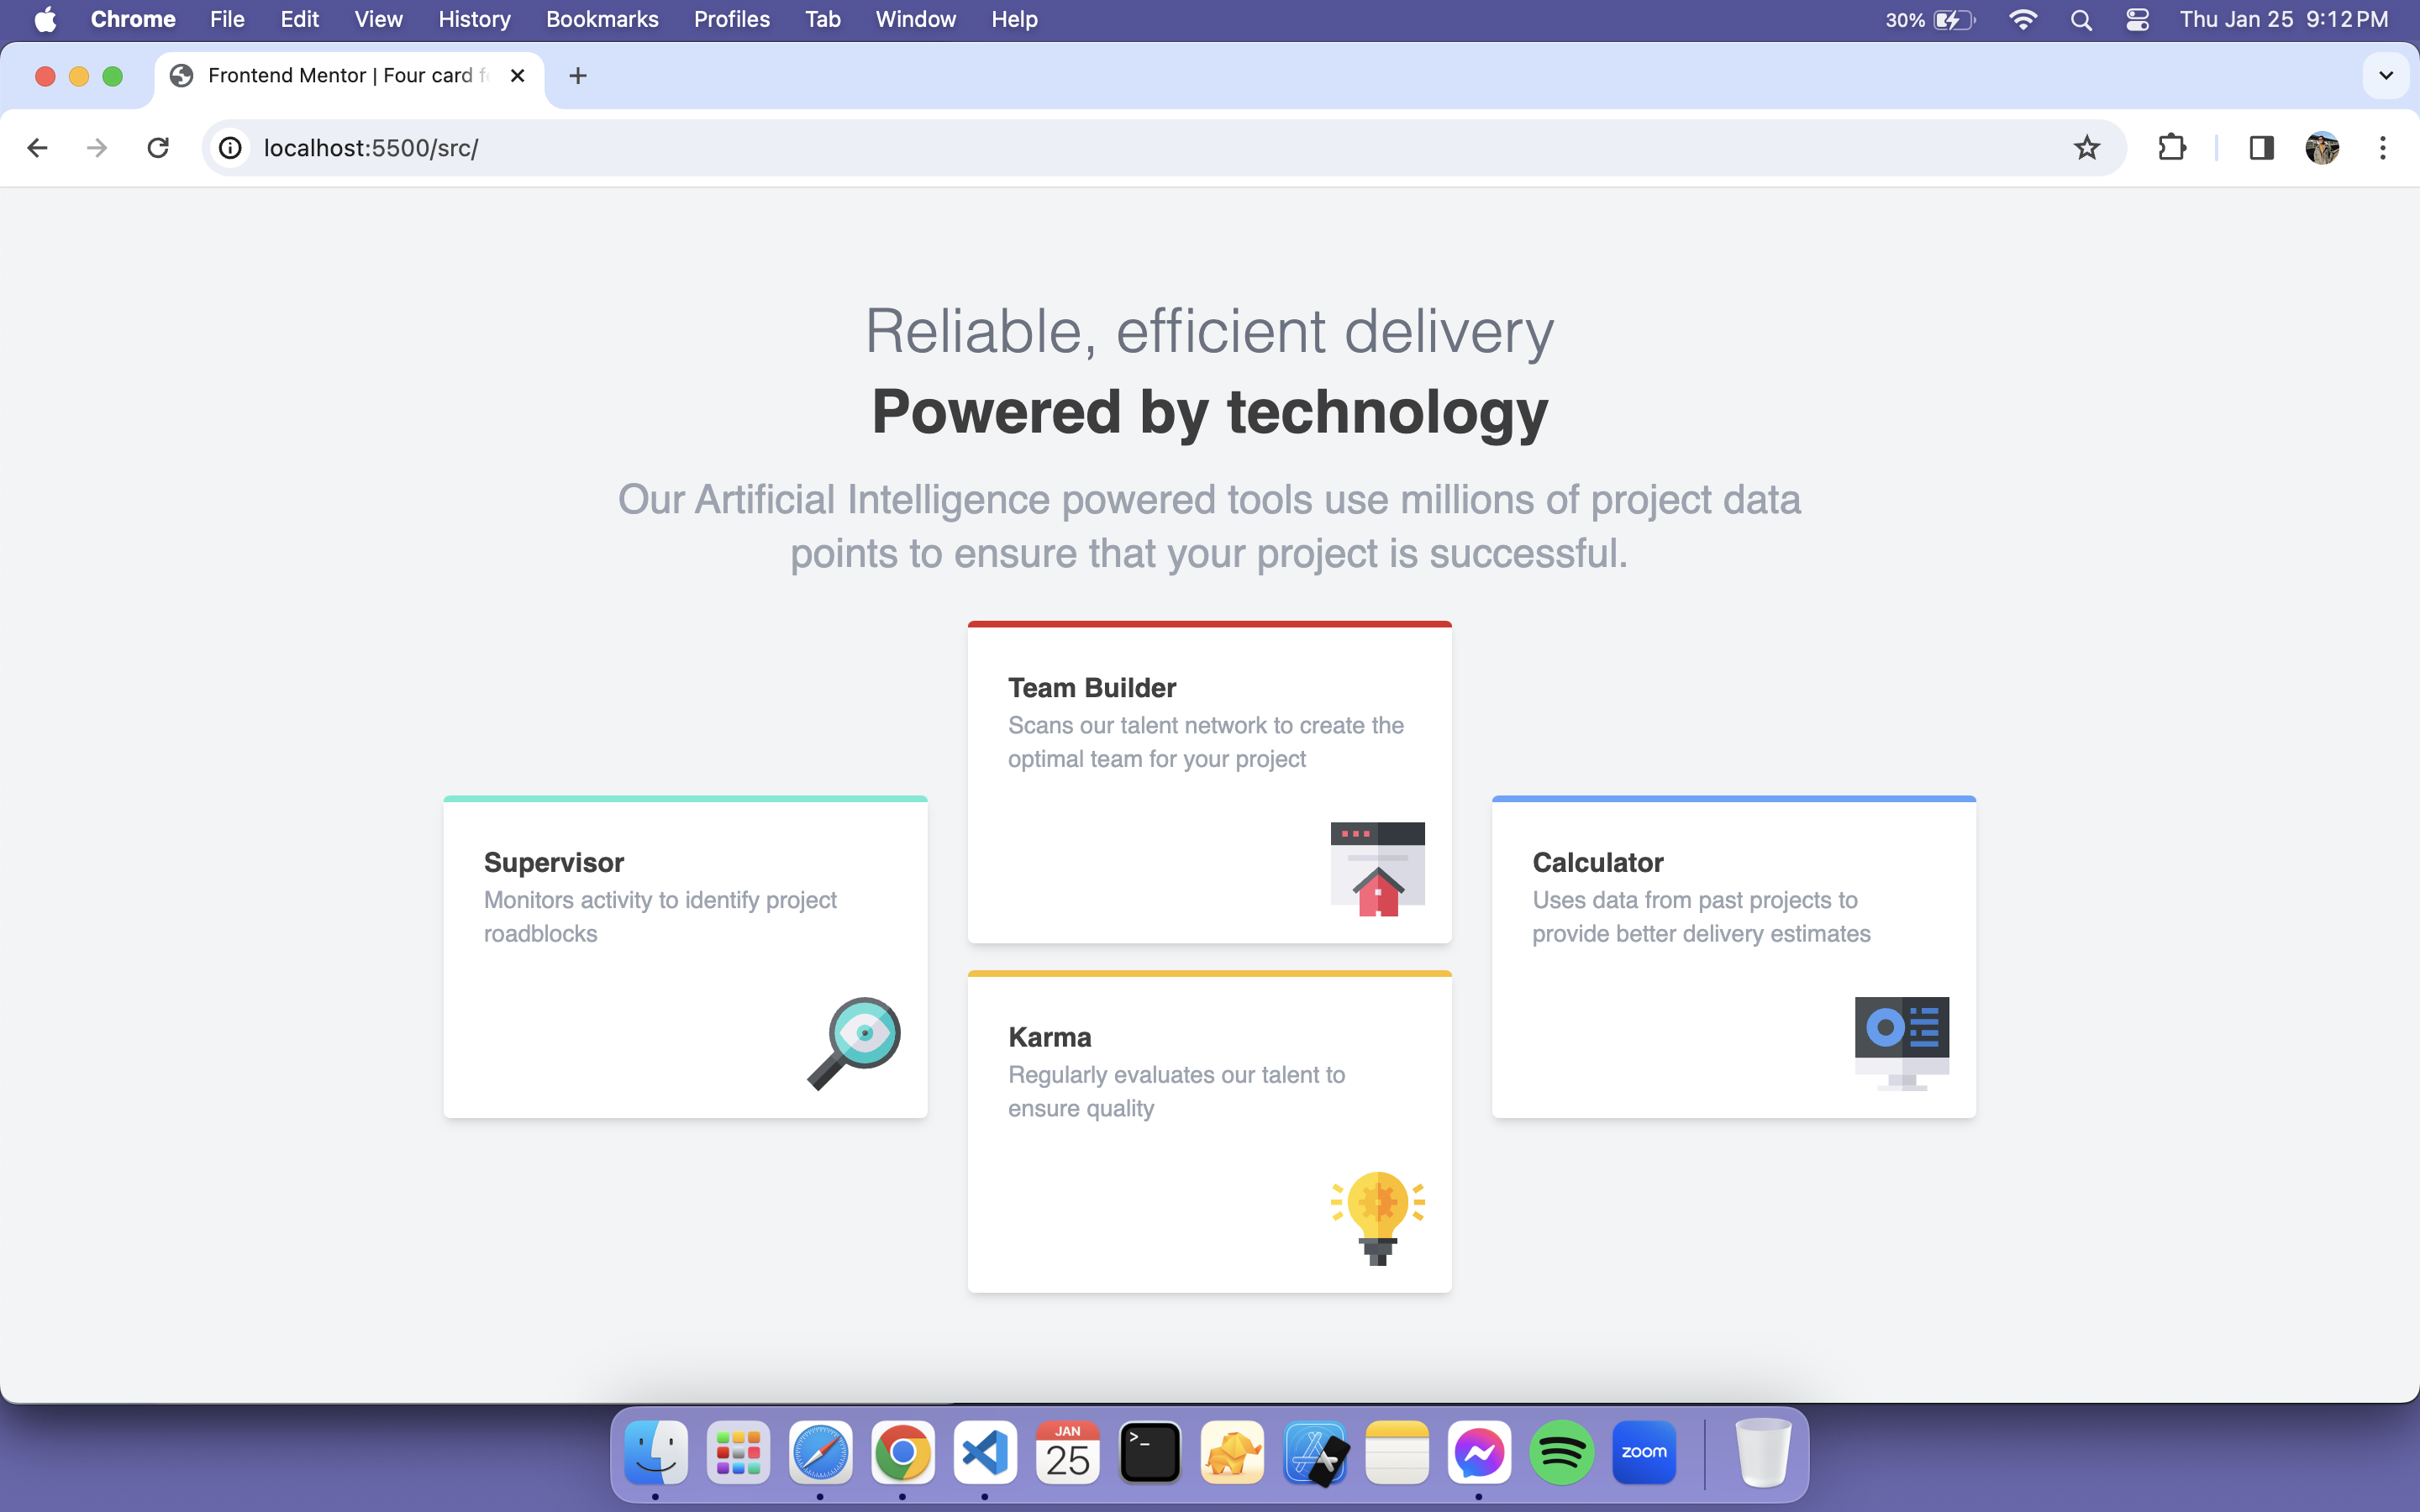 Chrome File Edit View History Bookmarks Profiles Tab Window Help 30% Thu Jan 25 9:12 PM
Frontend Mentor | Four card
localhost:5500/src/
Reliable, efficient delivery
Powered by technology
Our Artificial Intelligence powered tools use millions of project data
points to ensure that your project is successful.
Team Builder
Scans our talent network to create the
optimal team for your project
Supervisor
Monitors activity to identify project
roadblocks
Calculator
Uses data from past projects to
provide better delivery estimates
Karma
Regularly evaluates our talent to
ensure quality
JAN
25
>_
zoom